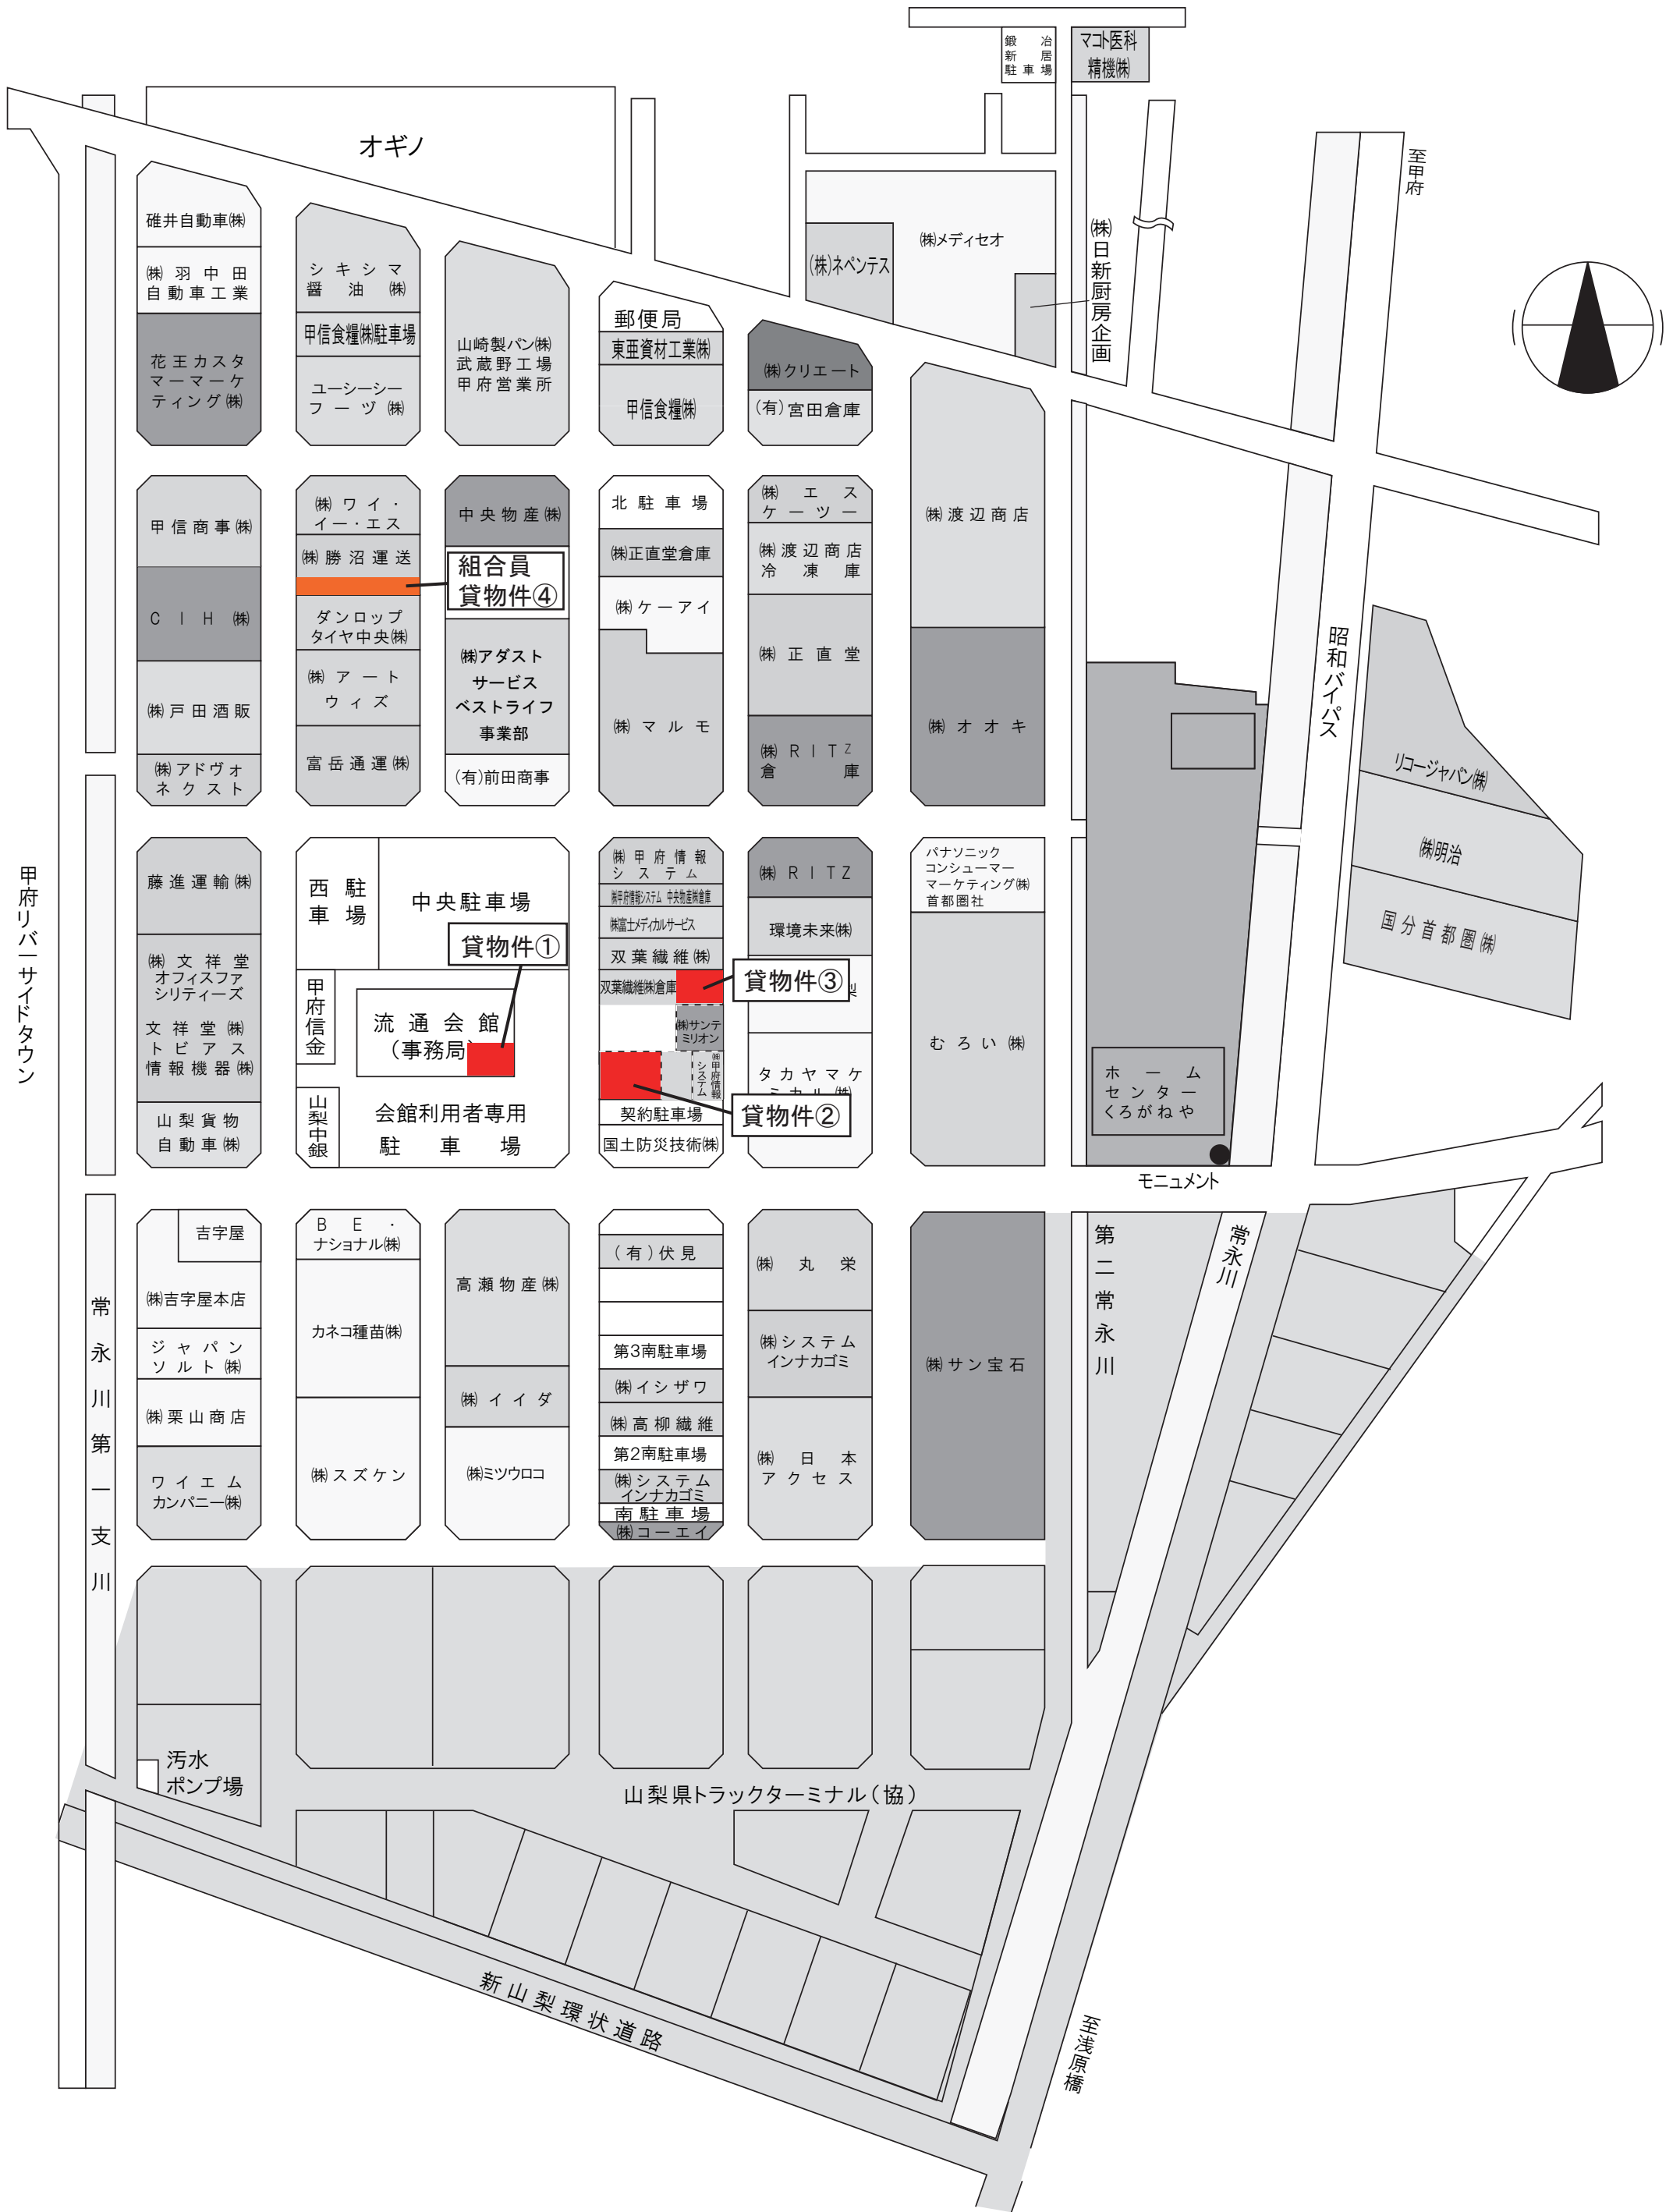 鍛冶
新居
駐車場
マコト医科
精機㈱
オギノ
至甲府
碓井自動車㈱
㈱羽中田
自動車工業
花王カスタ
マーマーケ
ティング㈱
シキシマ
醤油㈱
甲信食糧㈱駐車場
ユーシーシー
フーヅ㈱
山崎製パン㈱
武蔵野工場
甲府営業所
郵便局
東亜資材工業㈱
甲信食糧㈱
㈱クリエート
(有)宮田倉庫
㈱ネペンテス
㈱メディセオ
㈱日新厨房企画
甲信商事㈱
CIH㈱
㈱戸田酒販
㈱アドヴォ
ネクスト
㈱ワイ・
イー・エス
㈱勝沼運送
ダンロップ
タイヤ中央㈱
㈱アート
ウィズ
富岳通運㈱
中央物産㈱
組合員
貸物件④
㈱アダスト
サービス
ベストライフ
事業部
(有)前田商事
北駐車場
㈱正直堂倉庫
㈱ケーアイ
㈱マルモ
㈱エス
ケーツー
㈱渡辺商店
冷凍庫
㈱正直堂
㈱RITZ
倉庫
㈱渡辺商店
㈱オオキ
昭和バイパス
リコージャパン㈱
㈱明治
国分首都圏㈱
甲府リバーサイドタウン
藤進運輸㈱
㈱文祥堂
オフィスファ
シリティーズ
文祥堂㈱
トビアス
情報機器㈱
山梨貨物
自動車㈱
西駐
車場
中央駐車場
貸物件①
甲府信金
流通会館
(事務局)
山梨中銀
会館利用者専用
駐車場
㈱甲府情報
システム
㈱甲府情報システム 中央物産㈱倉庫
㈱富士メディカルサービス
双葉繊維㈱
双葉繊維㈱倉庫
貸物件③
㈱サンテ
ミリオン
㈱甲府情報
システム
貸物件②
契約駐車場
国土防災技術㈱
㈱RITZ
環境未来㈱
タカヤマケ
パナソニック
コンシューマー
マーケティング㈱
首都圏社
むろい㈱
ホーム
センター
くろがねや
モニュメント
吉字屋
㈱吉字屋本店
ジャパン
ソルト㈱
㈱栗山商店
ワイエム
カンパニー㈱
BE・
ナショナル㈱
カネコ種苗㈱
㈱スズケン
高瀬物産㈱
㈱イイダ
㈱ミツウロコ
(有)伏見
第3南駐車場
㈱イシザワ
㈱高柳繊維
第2南駐車場
㈱システム
インナカゴミ
南駐車場
㈱コーエイ
㈱丸栄
㈱システム
インナカゴミ
㈱日本
アクセス
㈱サン宝石
第二常永川
常永川
常永川第一支川
汚水
ポンプ場
山梨県トラックターミナル(協)
新山梨環状道路
至浅原橋